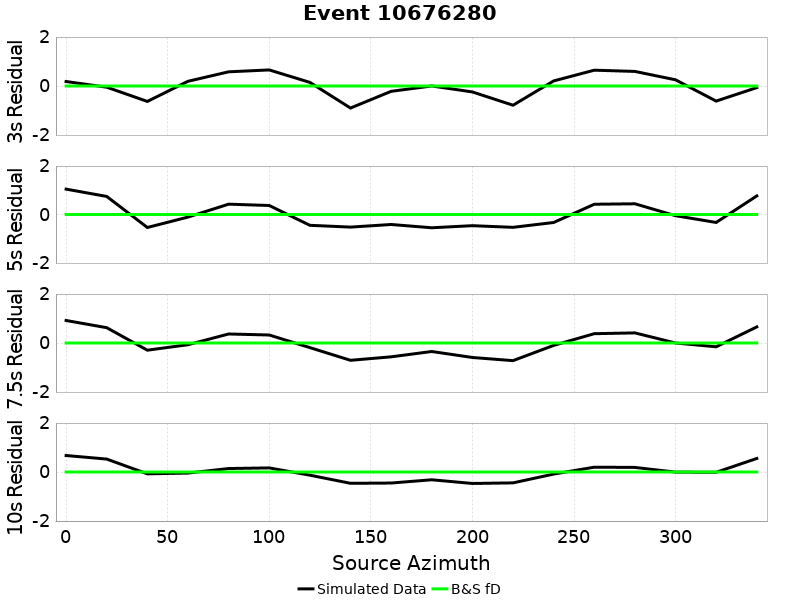 Event 10676280
3s Residual
2
0
-2
5s Residual
2
0
-2
7.5s Residual
2
0
-2
10s Residual
2
0
-2
0 50 100 150 200 250 300
Source Azimuth
Simulated Data B&S fD